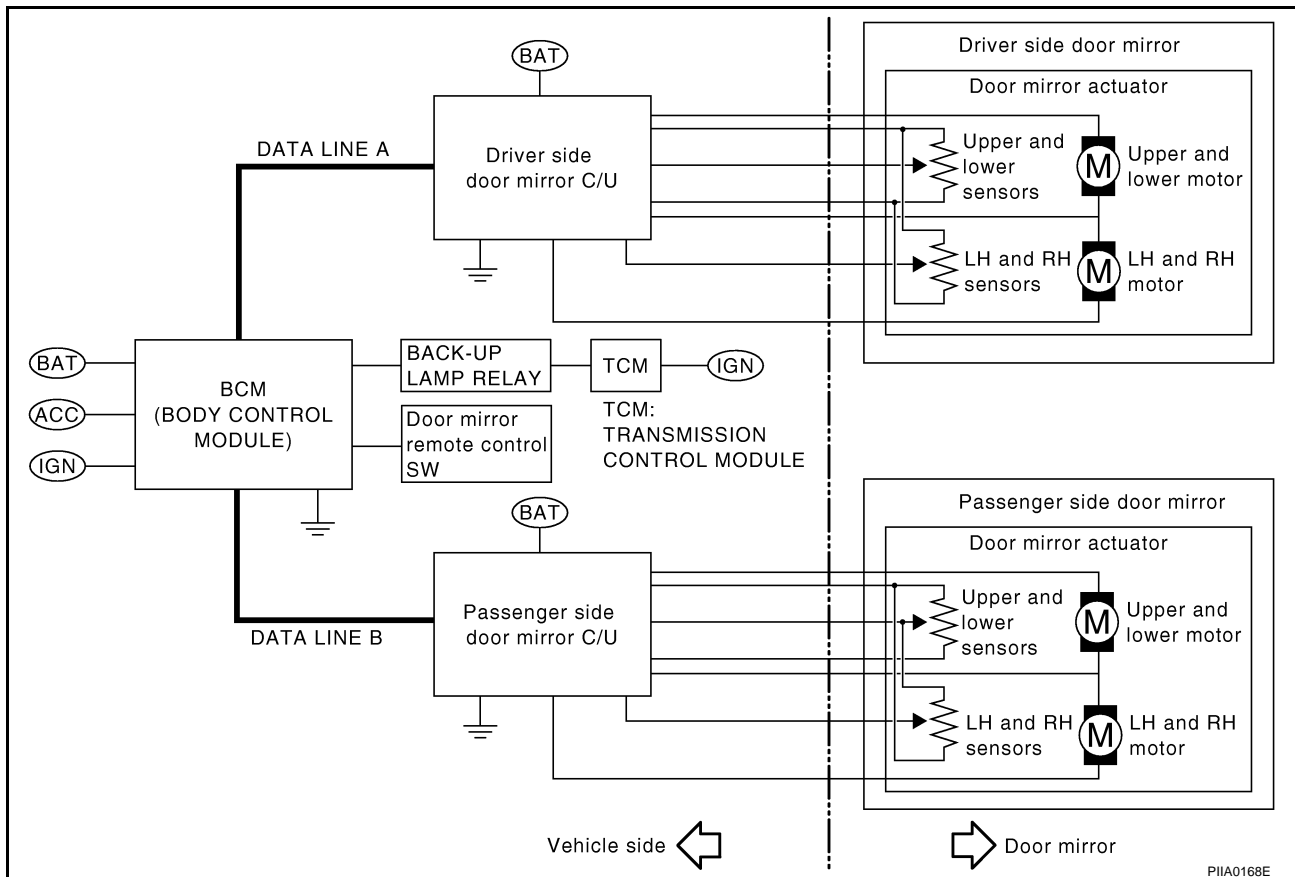 Driver side door mirror
Door mirror actuator
BAT
Driver side
door mirror C/U
DATA LINE A
Upper and
lower
sensors
M
Upper and
lower motor
LH and RH
sensors
M
LH and RH
motor
BAT
ACC
IGN
BCM
(BODY CONTROL
MODULE)
BACK-UP
LAMP RELAY
TCM
IGN
Door mirror
remote control
SW
TCM:
TRANSMISSION
CONTROL MODULE
BAT
Passenger side
door mirror C/U
DATA LINE B
Passenger side door mirror
Door mirror actuator
Upper and
lower
sensors
M
Upper and
lower motor
LH and RH
sensors
M
LH and RH
motor
Vehicle side
Door mirror
PIIA0168E